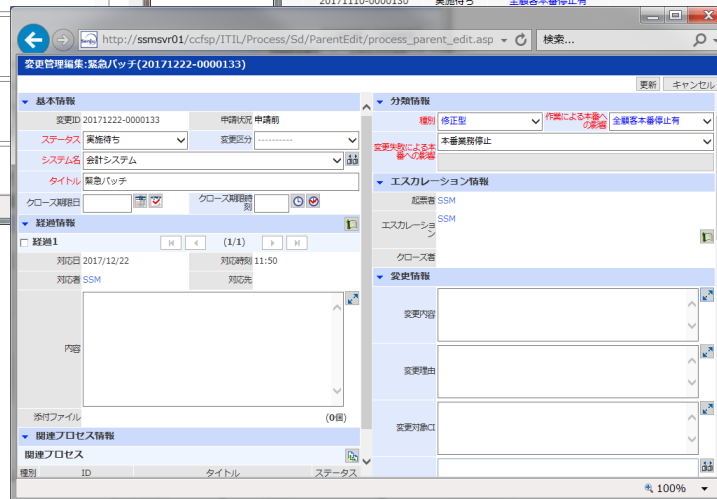 20171110-0000130 実施待ち 全顧客本番停止有
http://ssmsvr01/ccfsp/ITIL/Process/Sd/ParentEdit/process_parent_edit.asp 検索...
変更管理編集:緊急パッチ(20171222-0000133)
更新 キャンセル
基本情報
変更ID 20171222-0000133 申請状況 申請前
ステータス 実施待ち 変更区分 ----------
システム名 会計システム
タイトル 緊急パッチ
クローズ期限日 クローズ期限時
刻
経過情報
経過1 (1/1)
対応日 2017/12/22 対応時刻 11:50
対応者 SSM 対応先
内容
添付ファイル (0個)
関連プロセス情報
関連プロセス
種別 ID タイトル ステータス
分類情報
種別 修正型 作業による本番へ
の影響 全顧客本番停止有
変更失敗による本
番への影響 本番業務停止
エスカレーション情報
起票者 SSM
エスカレーショ
ン SSM
クローズ者
変更情報
変更内容
変更理由
変更対象CI
100%